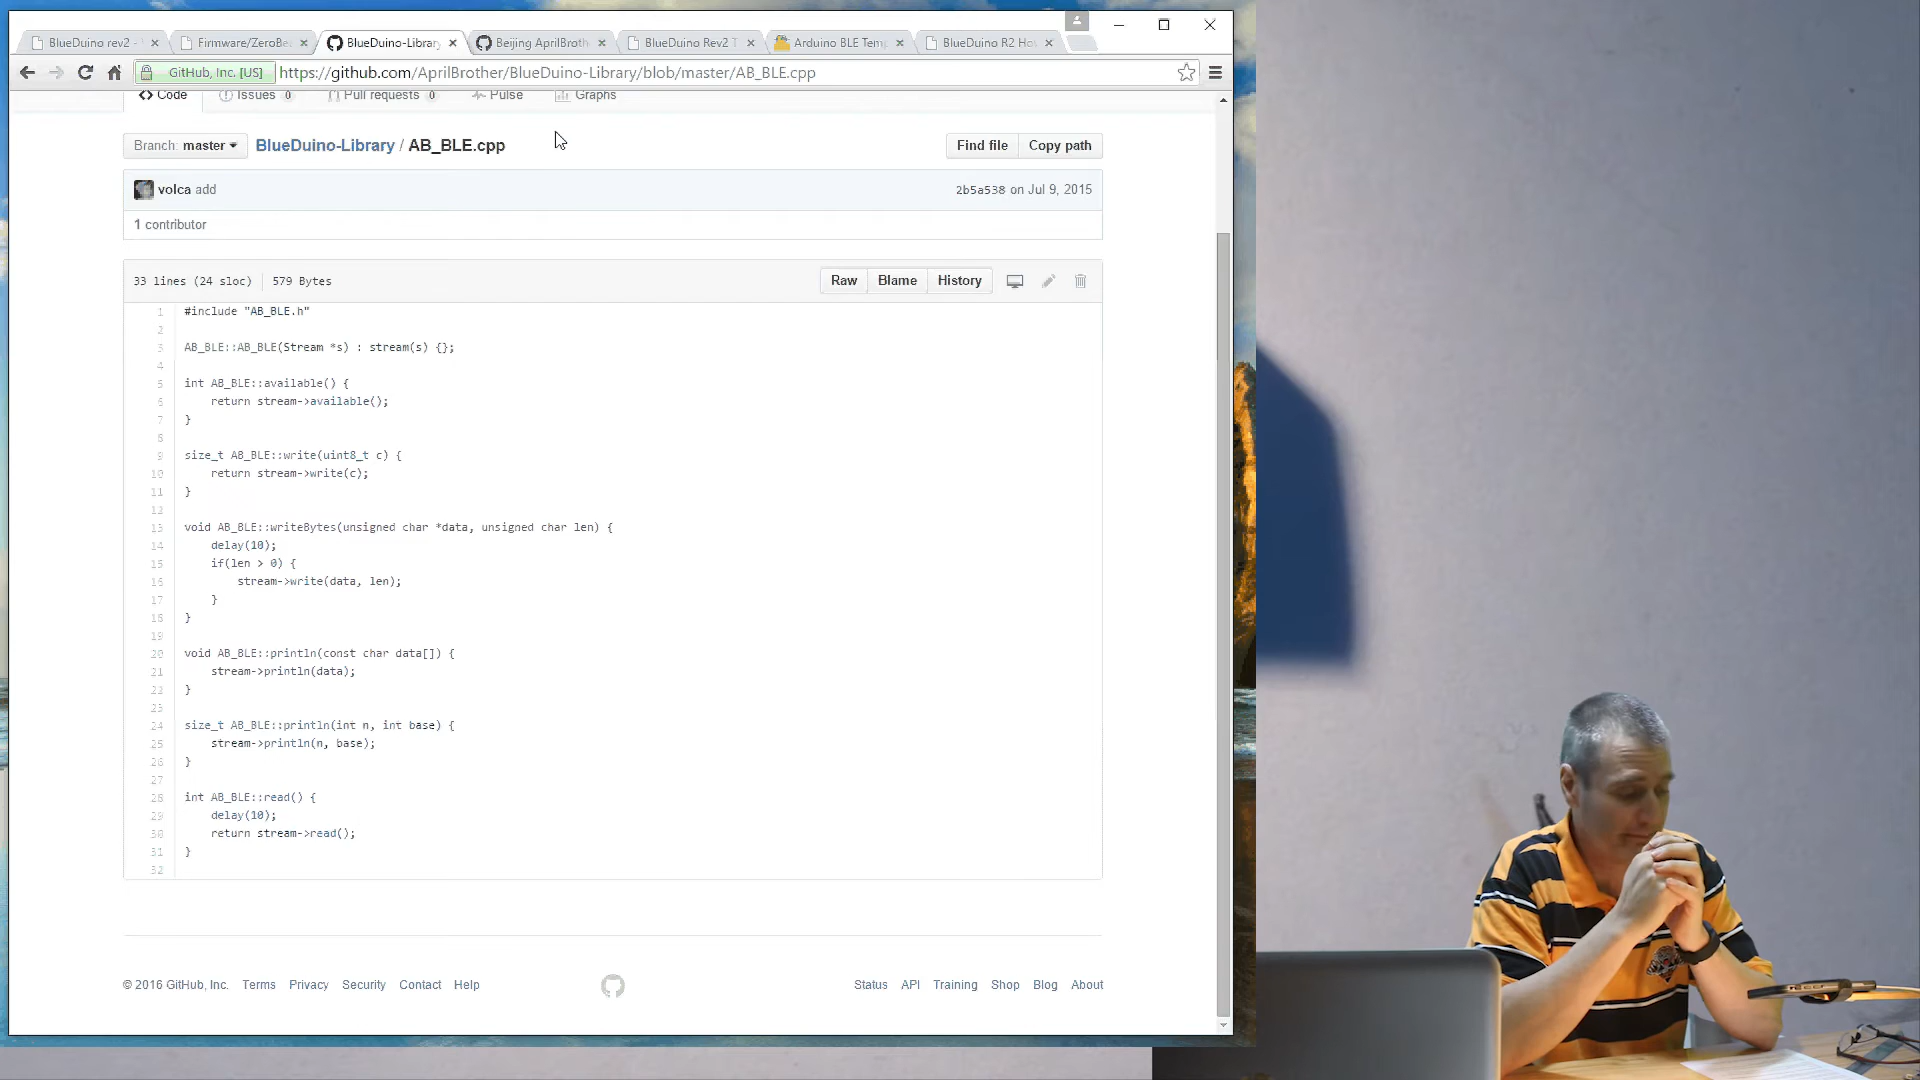 BlueDuino rev2 -
Firmware/ZeroBe
BlueDuino-Library
Beijing AprilBroth
BlueDuino Rev2 T
Arduino BLE Temp
BlueDuino R2 Ho
GitHub, Inc. [US] https://github.com/AprilBrother/BlueDuino-Library/blob/master/AB_BLE.cpp
Code Issues 0 Pull requests 0 Pulse Graphs
Branch: master BlueDuino-Library / AB_BLE.cpp Find file Copy path
volca add 2b5a538 on Jul 9, 2015
1 contributor
33 lines (24 sloc) 579 Bytes Raw Blame History
1 #include "AB_BLE.h"
2
3 AB_BLE::AB_BLE(Stream *s) : stream(s) {};
4
5 int AB_BLE::available() {
6 return stream->available();
7 }
8
9 size_t AB_BLE::write(uint8_t c) {
10 return stream->write(c);
11 }
12
13 void AB_BLE::writeBytes(unsigned char *data, unsigned char len) {
14 delay(10);
15 if(len > 0) {
16 stream->write(data, len);
17 }
18 }
19
20 void AB_BLE::println(const char data[]) {
21 stream->println(data);
22 }
23
24 size_t AB_BLE::println(int n, int base) {
25 stream->println(n, base);
26 }
27
28 int AB_BLE::read() {
29 delay(10);
30 return stream->read();
31 }
32
© 2016 GitHub, Inc. Terms Privacy Security Contact Help Status API Training Shop Blog About